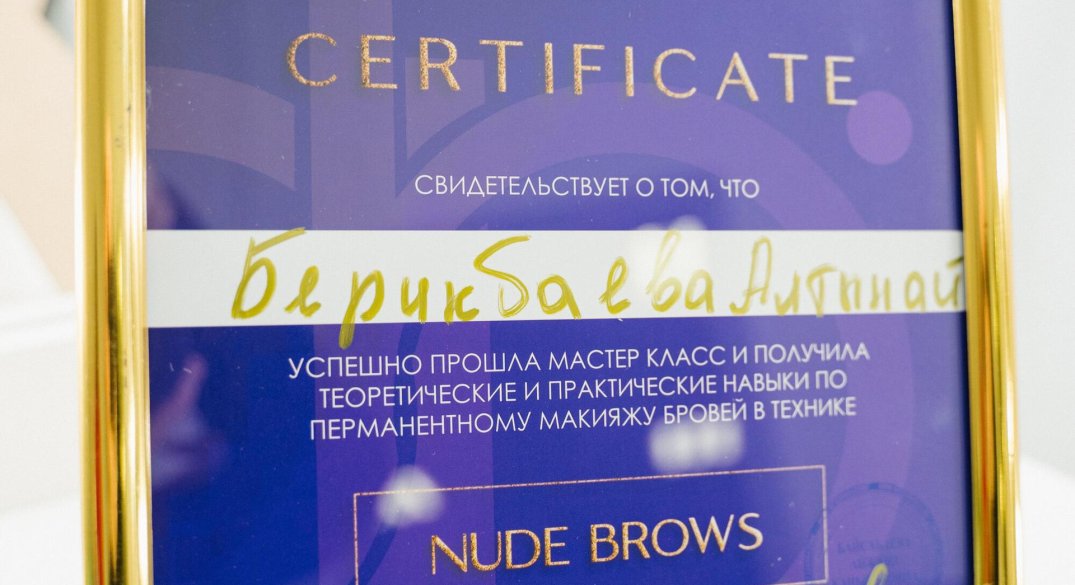 CERTIFICATE
СВИДЕТЕЛЬСТВУЕТ О ТОМ, ЧТО
Берикбаева Алтынай
УСПЕШНО ПРОШЛА МАСТЕР КЛАСС И ПОЛУЧИЛА
ТЕОРЕТИЧЕСКИЕ И ПРАКТИЧЕСКИЕ НАВЫКИ ПО
ПЕРМАНЕНТНОМУ МАКИЯЖУ БРОВЕЙ В ТЕХНИКЕ
NUDE BROWS